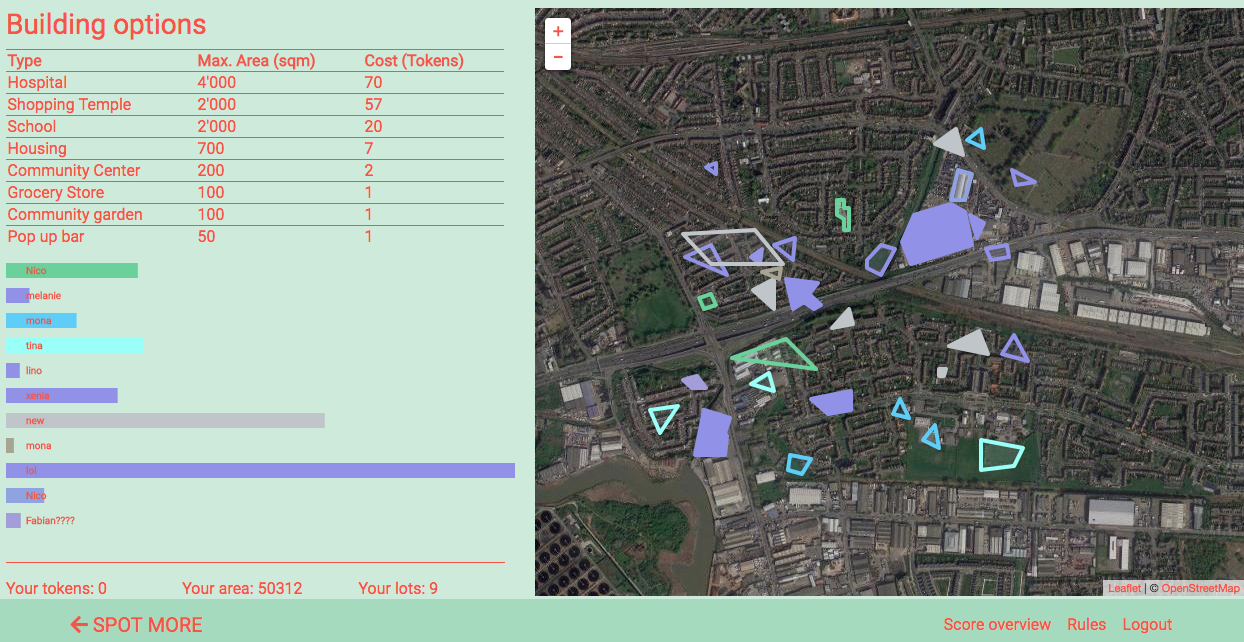 Building options
Type Max. Area (sqm) Cost (Tokens)
Hospital 4'000 70
Shopping Temple 2'000 57
School 2'000 20
Housing 700 7
Community Center 200 2
Grocery Store 100 1
Community garden 100 1
Pop up bar 50 1
Nico
melanie
mona
tina
lino
xenia
new
mona
lol
Nico
Fabian????
Your tokens: 0 Your area: 50312 Your lots: 9
← SPOT MORE
+
−
Leaflet | © OpenStreetMap
Score overview Rules Logout